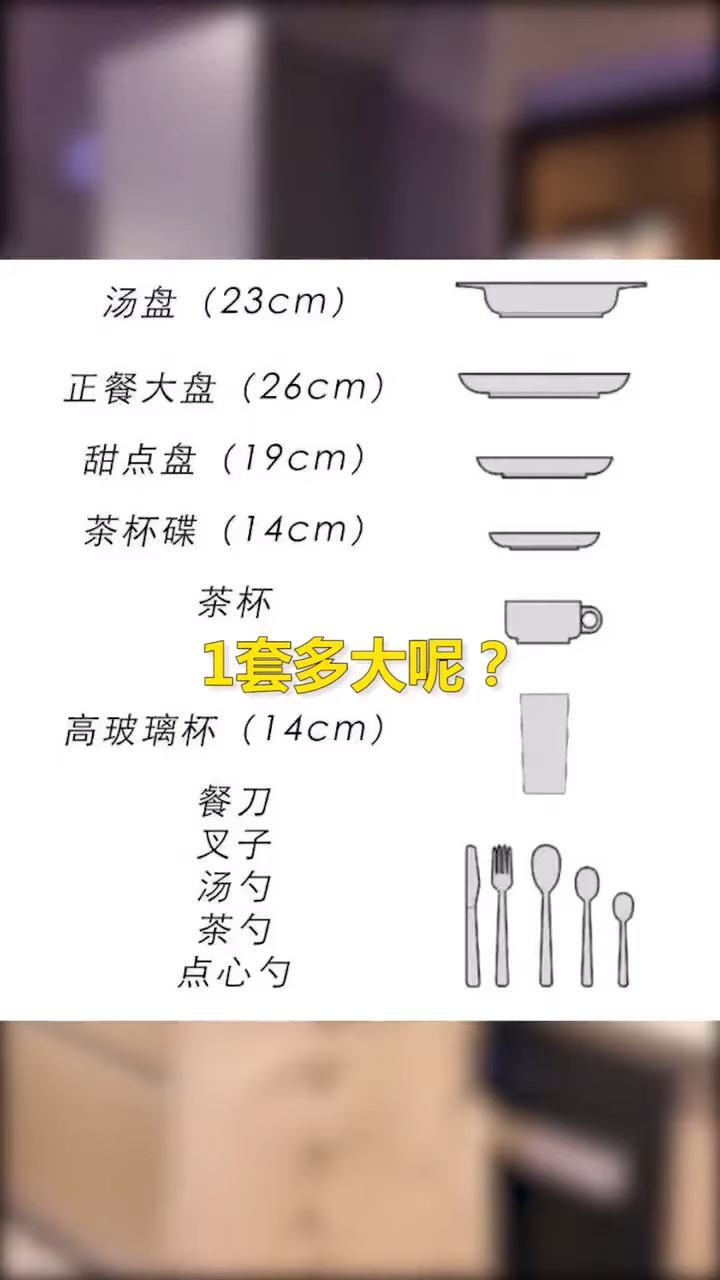 汤盘（23cm）
正餐大盘（26cm）
甜点盘（19cm）
茶杯碟（14cm）
茶杯
1套多大呢？
高玻璃杯（14cm）
餐刀
叉子
汤勺
茶勺
点心勺